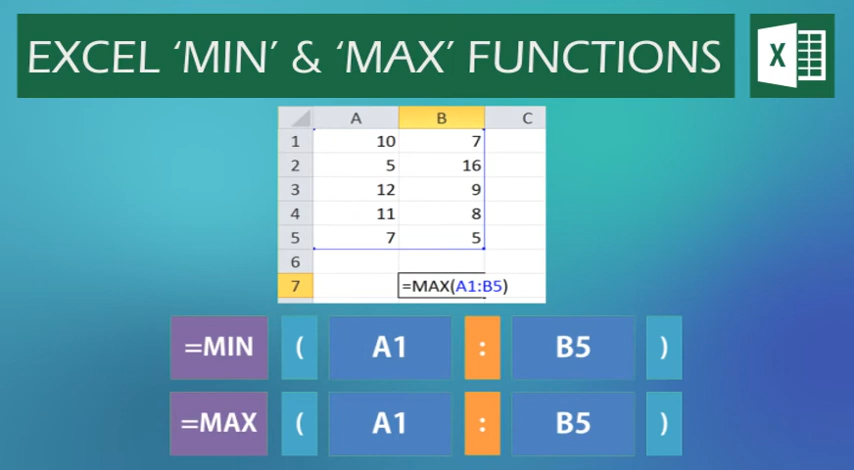 EXCEL ‘MIN’ & ‘MAX’ FUNCTIONS X
A B C
1 10 7
2 5 16
3 12 9
4 11 8
5 7 5
6
7 =MAX(A1:B5)
=MIN ( A1 : B5 )
=MAX ( A1 : B5 )